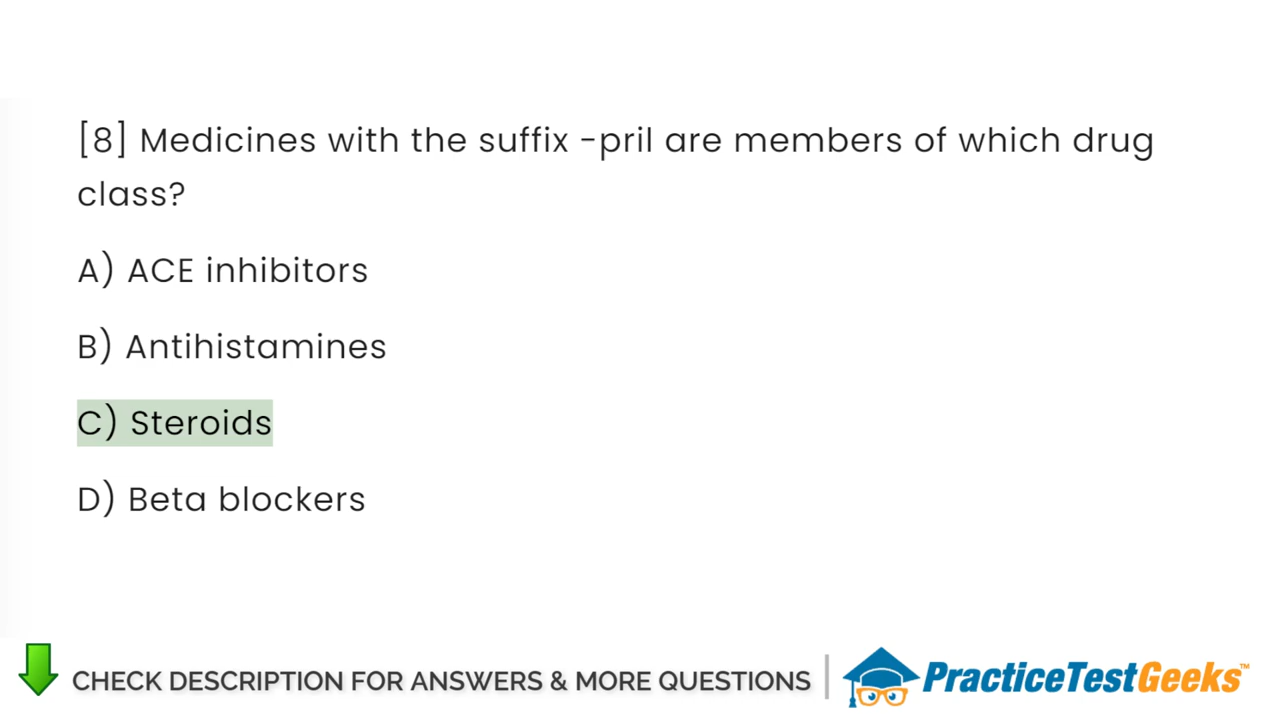 [8] Medicines with the suffix -pril are members of which drug
class?
A) ACE inhibitors
B) Antihistamines
C) Steroids
D) Beta blockers
CHECK DESCRIPTION FOR ANSWERS & MORE QUESTIONS
PracticeTestGeeks™